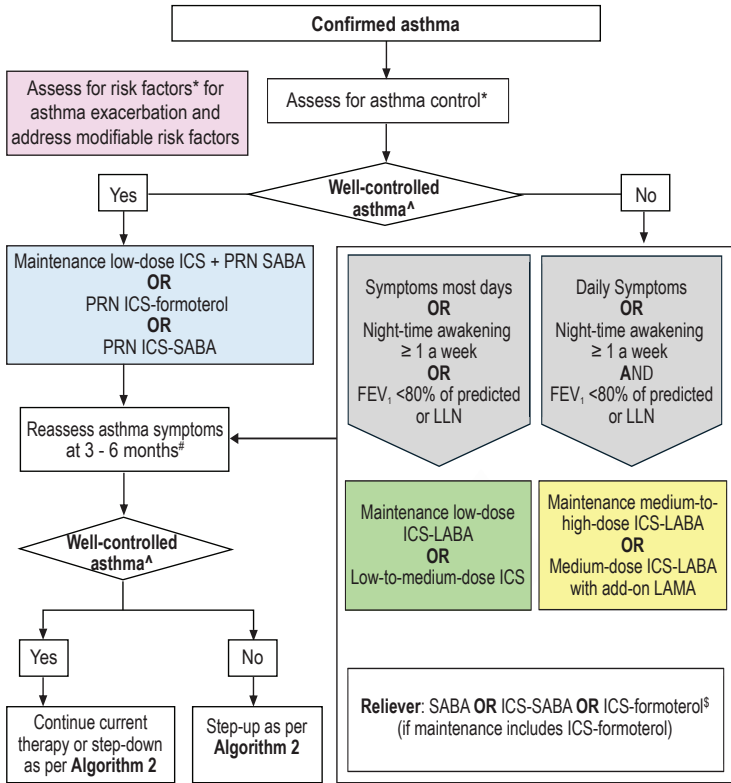 Confirmed asthma
Assess for risk factors* for
asthma exacerbation and
address modifiable risk factors
Assess for asthma control*
Well-controlled
asthma^
Yes
No
Maintenance low-dose ICS + PRN SABA
OR
PRN ICS-formoterol
OR
PRN ICS-SABA
Symptoms most days
OR
Night-time awakening
≥ 1 a week
OR
FEV₁ <80% of predicted
or LLN
Daily Symptoms
OR
Night-time awakening
≥ 1 a week
AND
FEV₁ <80% of predicted
or LLN
Reassess asthma symptoms
at 3 - 6 months#
Maintenance low-dose
ICS-LABA
OR
Low-to-medium-dose ICS
Maintenance medium-to-
high-dose ICS-LABA
OR
Medium-dose ICS-LABA
with add-on LAMA
Well-controlled
asthma^
Yes
No
Continue current
therapy or step-down
as per Algorithm 2
Step-up as per
Algorithm 2
Reliever: SABA OR ICS-SABA OR ICS-formoterol$
(if maintenance includes ICS-formoterol)